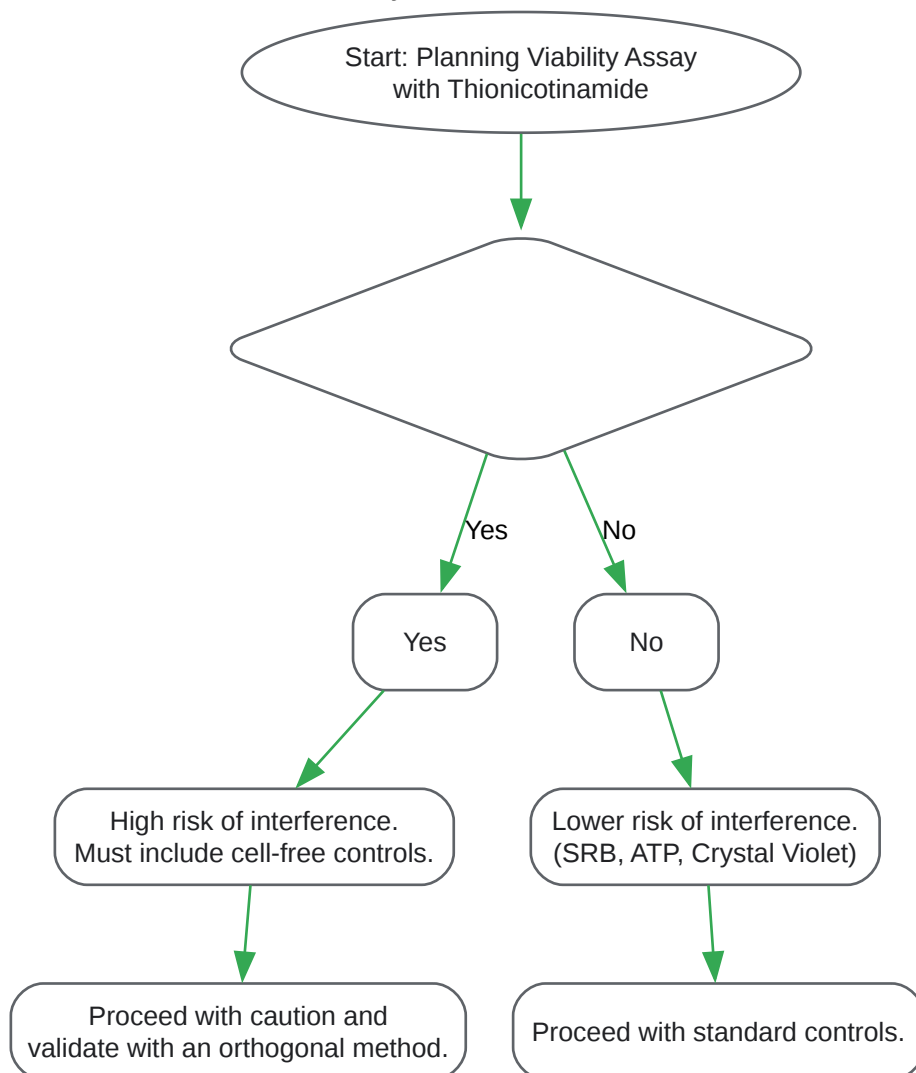 Start: Planning Viability Assay
with Thionicotinamide
Yes
No
Yes
No
High risk of interference.
Must include cell-free controls.
Lower risk of interference.
(SRB, ATP, Crystal Violet)
Proceed with caution and
validate with an orthogonal method.
Proceed with standard controls.